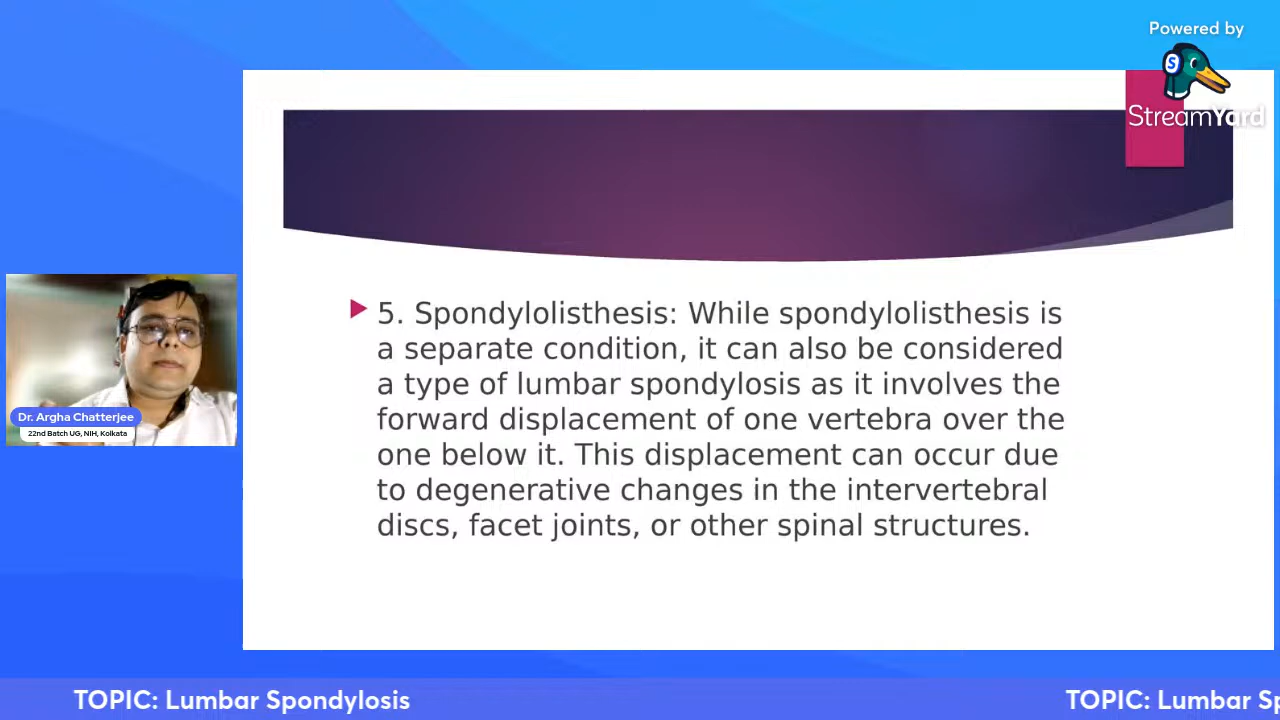 Powered by
S
StreamYard
5. Spondylolisthesis: While spondylolisthesis is
a separate condition, it can also be considered
a type of lumbar spondylosis as it involves the
forward displacement of one vertebra over the
one below it. This displacement can occur due
to degenerative changes in the intervertebral
discs, facet joints, or other spinal structures.
Dr. Argha Chatterjee
22nd Batch UG, NIH, Kolkata
TOPIC: Lumbar Spondylosis
TOPIC: Lumbar Sp